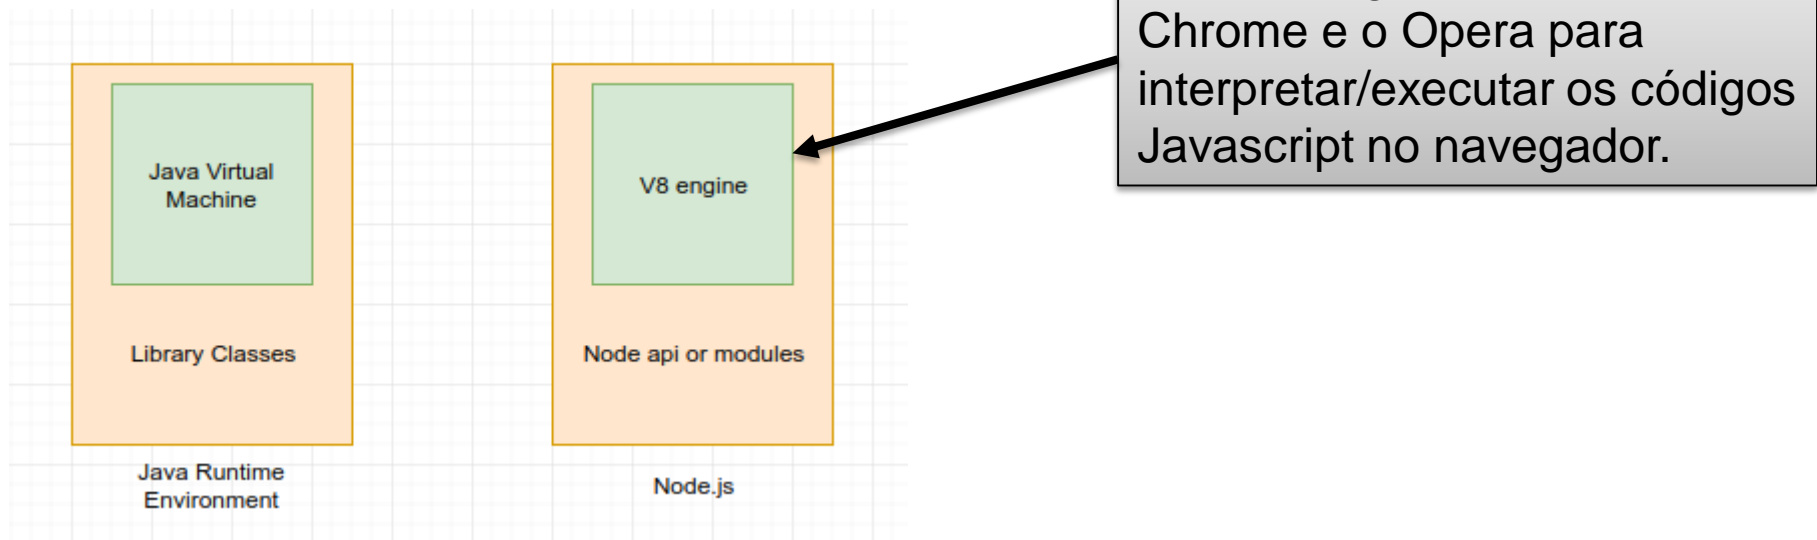 Java Virtual
Machine
Library Classes
Java Runtime
Environment
V8 engine
Node api or modules
Node.js
Chrome e o Opera para
interpretar/executar os códigos
Javascript no navegador.